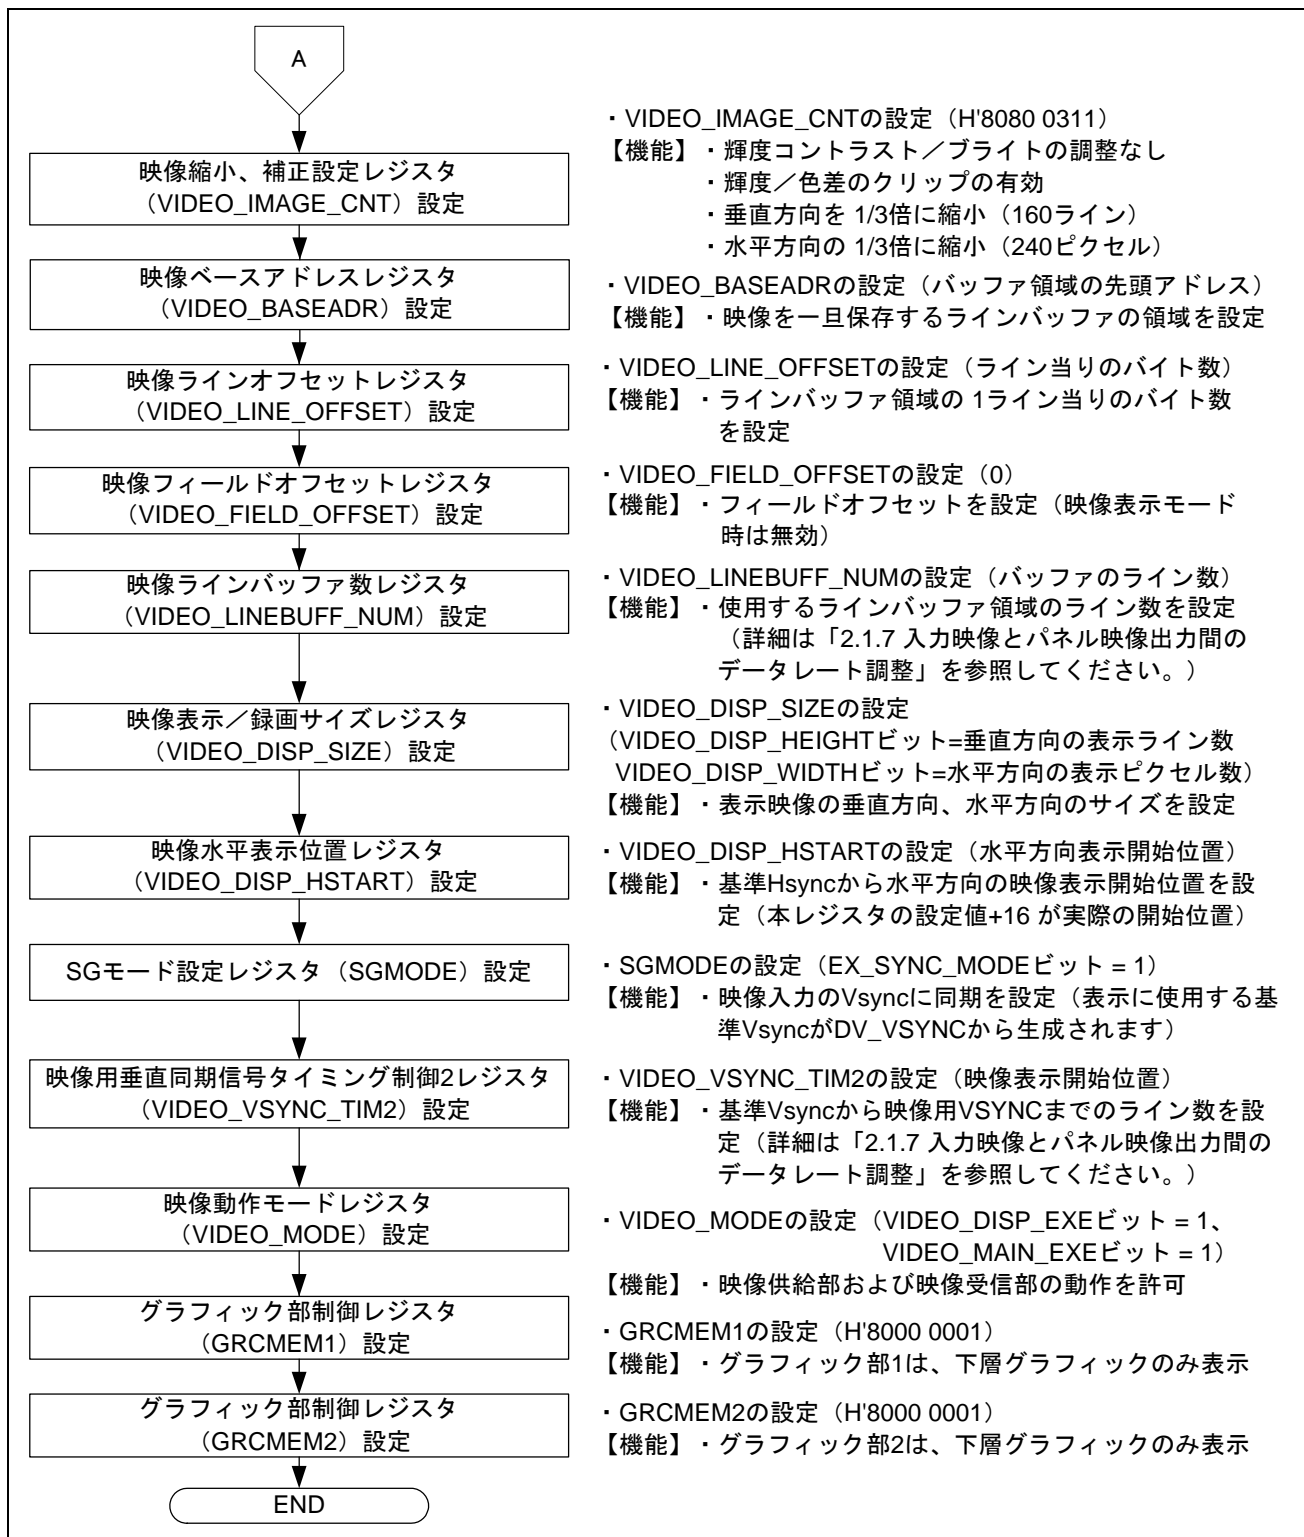 A
映像縮小、補正設定レジスタ
（VIDEO_IMAGE_CNT）設定
・VIDEO_IMAGE_CNTの設定（H'8080 0311）
【機能】・輝度コントラスト／ブライトの調整なし
・輝度／色差のクリップの有効
・垂直方向を 1/3倍に縮小（160ライン）
・水平方向の 1/3倍に縮小（240ピクセル）
映像ベースアドレスレジスタ
（VIDEO_BASEADR）設定
・VIDEO_BASEADRの設定（バッファ領域の先頭アドレス）
【機能】・映像を一旦保存するラインバッファの領域を設定
映像ラインオフセットレジスタ
（VIDEO_LINE_OFFSET）設定
・VIDEO_LINE_OFFSETの設定（ライン当りのバイト数）
【機能】・ラインバッファ領域の 1ライン当りのバイト数
を設定
映像フィールドオフセットレジスタ
（VIDEO_FIELD_OFFSET）設定
・VIDEO_FIELD_OFFSETの設定（0）
【機能】・フィールドオフセットを設定（映像表示モード
時は無効）
映像ラインバッファ数レジスタ
（VIDEO_LINEBUFF_NUM）設定
・VIDEO_LINEBUFF_NUMの設定（バッファのライン数）
【機能】・使用するラインバッファ領域のライン数を設定
（詳細は「2.1.7 入力映像とパネル映像出力間の
データレート調整」を参照してください。）
映像表示／録画サイズレジスタ
（VIDEO_DISP_SIZE）設定
・VIDEO_DISP_SIZEの設定
（VIDEO_DISP_HEIGHTビット=垂直方向の表示ライン数
VIDEO_DISP_WIDTHビット=水平方向の表示ピクセル数）
【機能】・表示映像の垂直方向、水平方向のサイズを設定
映像水平表示位置レジスタ
（VIDEO_DISP_HSTART）設定
・VIDEO_DISP_HSTARTの設定（水平方向表示開始位置）
【機能】・基準Hsyncから水平方向の映像表示開始位置を設
定（本レジスタの設定値+16 が実際の開始位置）
SGモード設定レジスタ（SGMODE）設定
・SGMODEの設定（EX_SYNC_MODEビット = 1）
【機能】・映像入力のVsyncに同期を設定（表示に使用する基
準VsyncがDV_VSYNCから生成されます）
映像用垂直同期信号タイミング制御2レジスタ
（VIDEO_VSYNC_TIM2）設定
・VIDEO_VSYNC_TIM2の設定（映像表示開始位置）
【機能】・基準Vsyncから映像用VSYNCまでのライン数を設
定（詳細は「2.1.7 入力映像とパネル映像出力間の
データレート調整」を参照してください。）
映像動作モードレジスタ
（VIDEO_MODE）設定
・VIDEO_MODEの設定（VIDEO_DISP_EXEビット = 1、
VIDEO_MAIN_EXEビット = 1）
【機能】・映像供給部および映像受信部の動作を許可
グラフィック部制御レジスタ
（GRCMEM1）設定
・GRCMEM1の設定（H'8000 0001）
【機能】・グラフィック部1は、下層グラフィックのみ表示
グラフィック部制御レジスタ
（GRCMEM2）設定
・GRCMEM2の設定（H'8000 0001）
【機能】・グラフィック部2は、下層グラフィックのみ表示
END